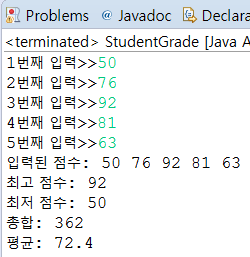 Problems @ Javadoc Declara
<terminated> StudentGrade [Java A
1번째 입력>>50
2번째 입력>>76
3번째 입력>>92
4번째 입력>>81
5번째 입력>>63
입력된 점수: 50 76 92 81 63
최고 점수: 92
최저 점수: 50
총합: 362
평균: 72.4